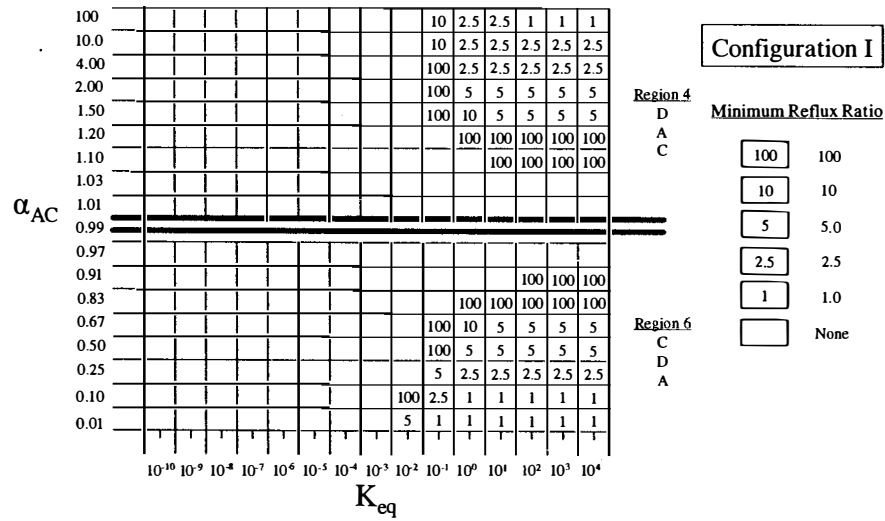 Configuration I
100 10 2.5 2.5 1 1 1
10.0 10 2.5 2.5 2.5 2.5 2.5
4.00 100 2.5 2.5 2.5 2.5 2.5
2.00 100 5 5 5 5 5
1.50 100 10 5 5 5 5
1.20 100 100 100 100 100
1.10 100 100 100 100
1.03
1.01
αAC
0.99
0.97
0.91 100 100 100
0.83 100 100 100 100 100
0.67 100 10 5 5 5 5
0.50 100 5 5 5 5 5
0.25 5 2.5 2.5 2.5 2.5 2.5
0.10 100 2.5 1 1 1 1 1
0.01 5 1 1 1 1 1 1
10⁻¹⁰ 10⁻⁹ 10⁻⁸ 10⁻⁷ 10⁶ 10⁻⁵ 10⁻⁴ 10⁻³ 10⁻² 10⁻¹ 10⁰ 10¹ 10² 10³ 10⁴
Keq
Region 4
D
A
C
Region 6
C
D
A
Minimum Reflux Ratio
100 100
10 10
5 5.0
2.5 2.5
1 1.0
None